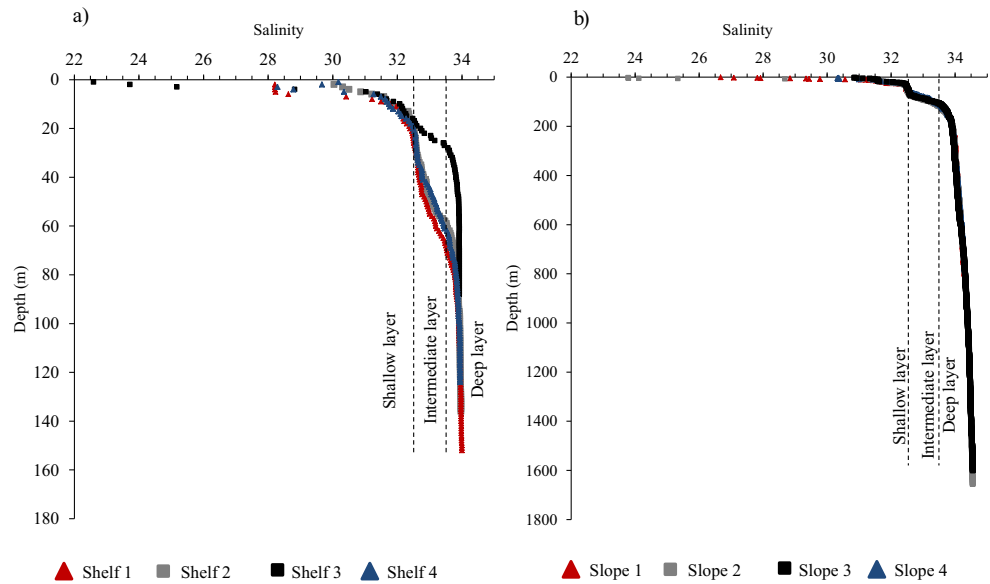 a)
Salinity
22 24 26 28 30 32 34
0
20
40
60
80
100
120
140
160
180
Depth (m)
Shallow layer
Intermediate layer
Deep layer
Shelf 1 Shelf 2 Shelf 3 Shelf 4
b)
Salinity
22 24 26 28 30 32 34
0
200
400
600
800
1000
1200
1400
1600
1800
Depth (m)
Shallow layer
Intermediate layer
Deep layer
Slope 1 Slope 2 Slope 3 Slope 4